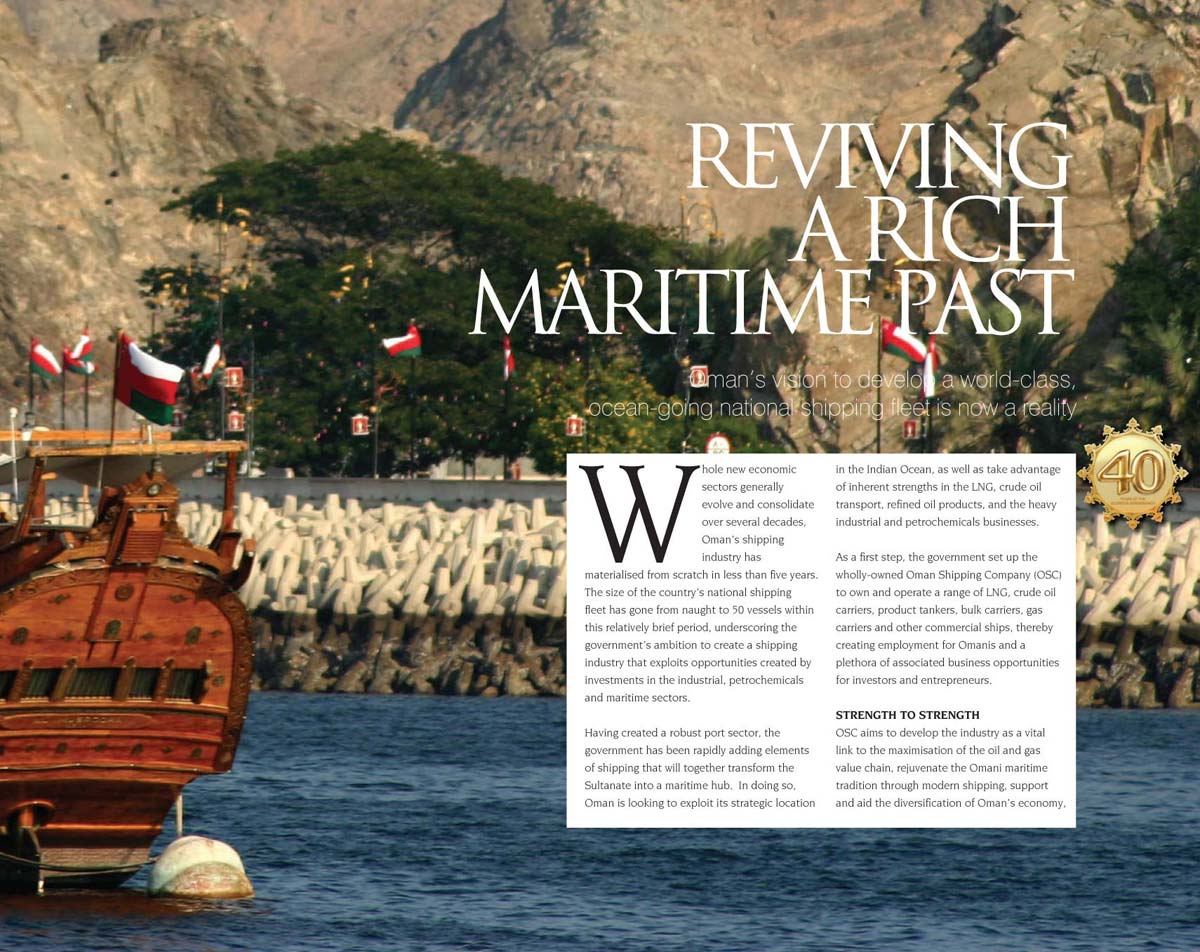 REVIVING
A RICH
MARITIME PAST
Oman's vision to develop a world-class,
ocean-going national shipping fleet is now a reality
Whole new economic
sectors generally
evolve and consolidate
over several decades,
Oman's shipping
industry has
materialised from scratch in less than five years.
The size of the country's national shipping
fleet has gone from naught to 50 vessels within
this relatively brief period, underscoring the
government's ambition to create a shipping
industry that exploits opportunities created by
investments in the industrial, petrochemicals
and maritime sectors.
Having created a robust port sector, the
government has been rapidly adding elements
of shipping that will together transform the
Sultanate into a maritime hub.  In doing so,
Oman is looking to exploit its strategic location
in the Indian Ocean, as well as take advantage
of inherent strengths in the LNG, crude oil
transport, refined oil products, and the heavy
industrial and petrochemicals businesses.
As a first step, the government set up the
wholly-owned Oman Shipping Company (OSC)
to own and operate a range of LNG, crude oil
carriers, product tankers, bulk carriers, gas
carriers and other commercial ships, thereby
creating employment for Omanis and a
plethora of associated business opportunities
for investors and entrepreneurs.
STRENGTH TO STRENGTH
OSC aims to develop the industry as a vital
link to the maximisation of the oil and gas
value chain, rejuvenate the Omani maritime
tradition through modern shipping, support
and aid the diversification of Oman's economy,
40